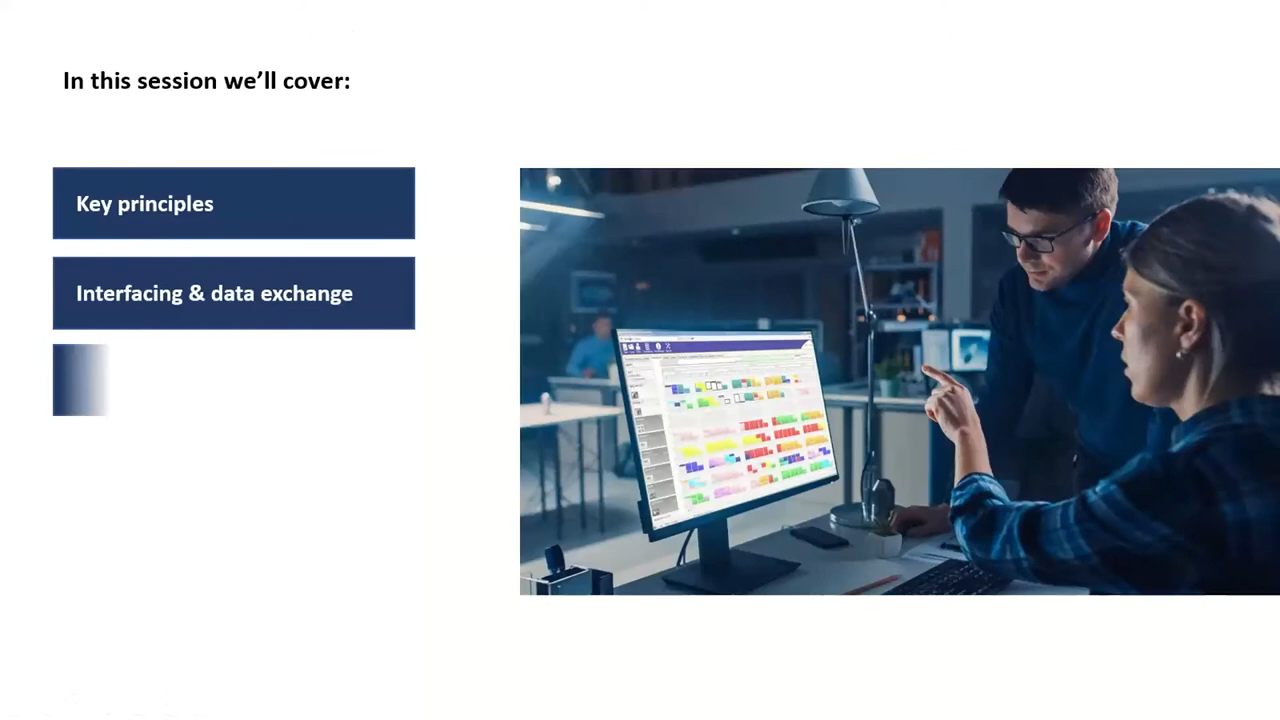 In this session we’ll cover:
Key principles
Interfacing & data exchange